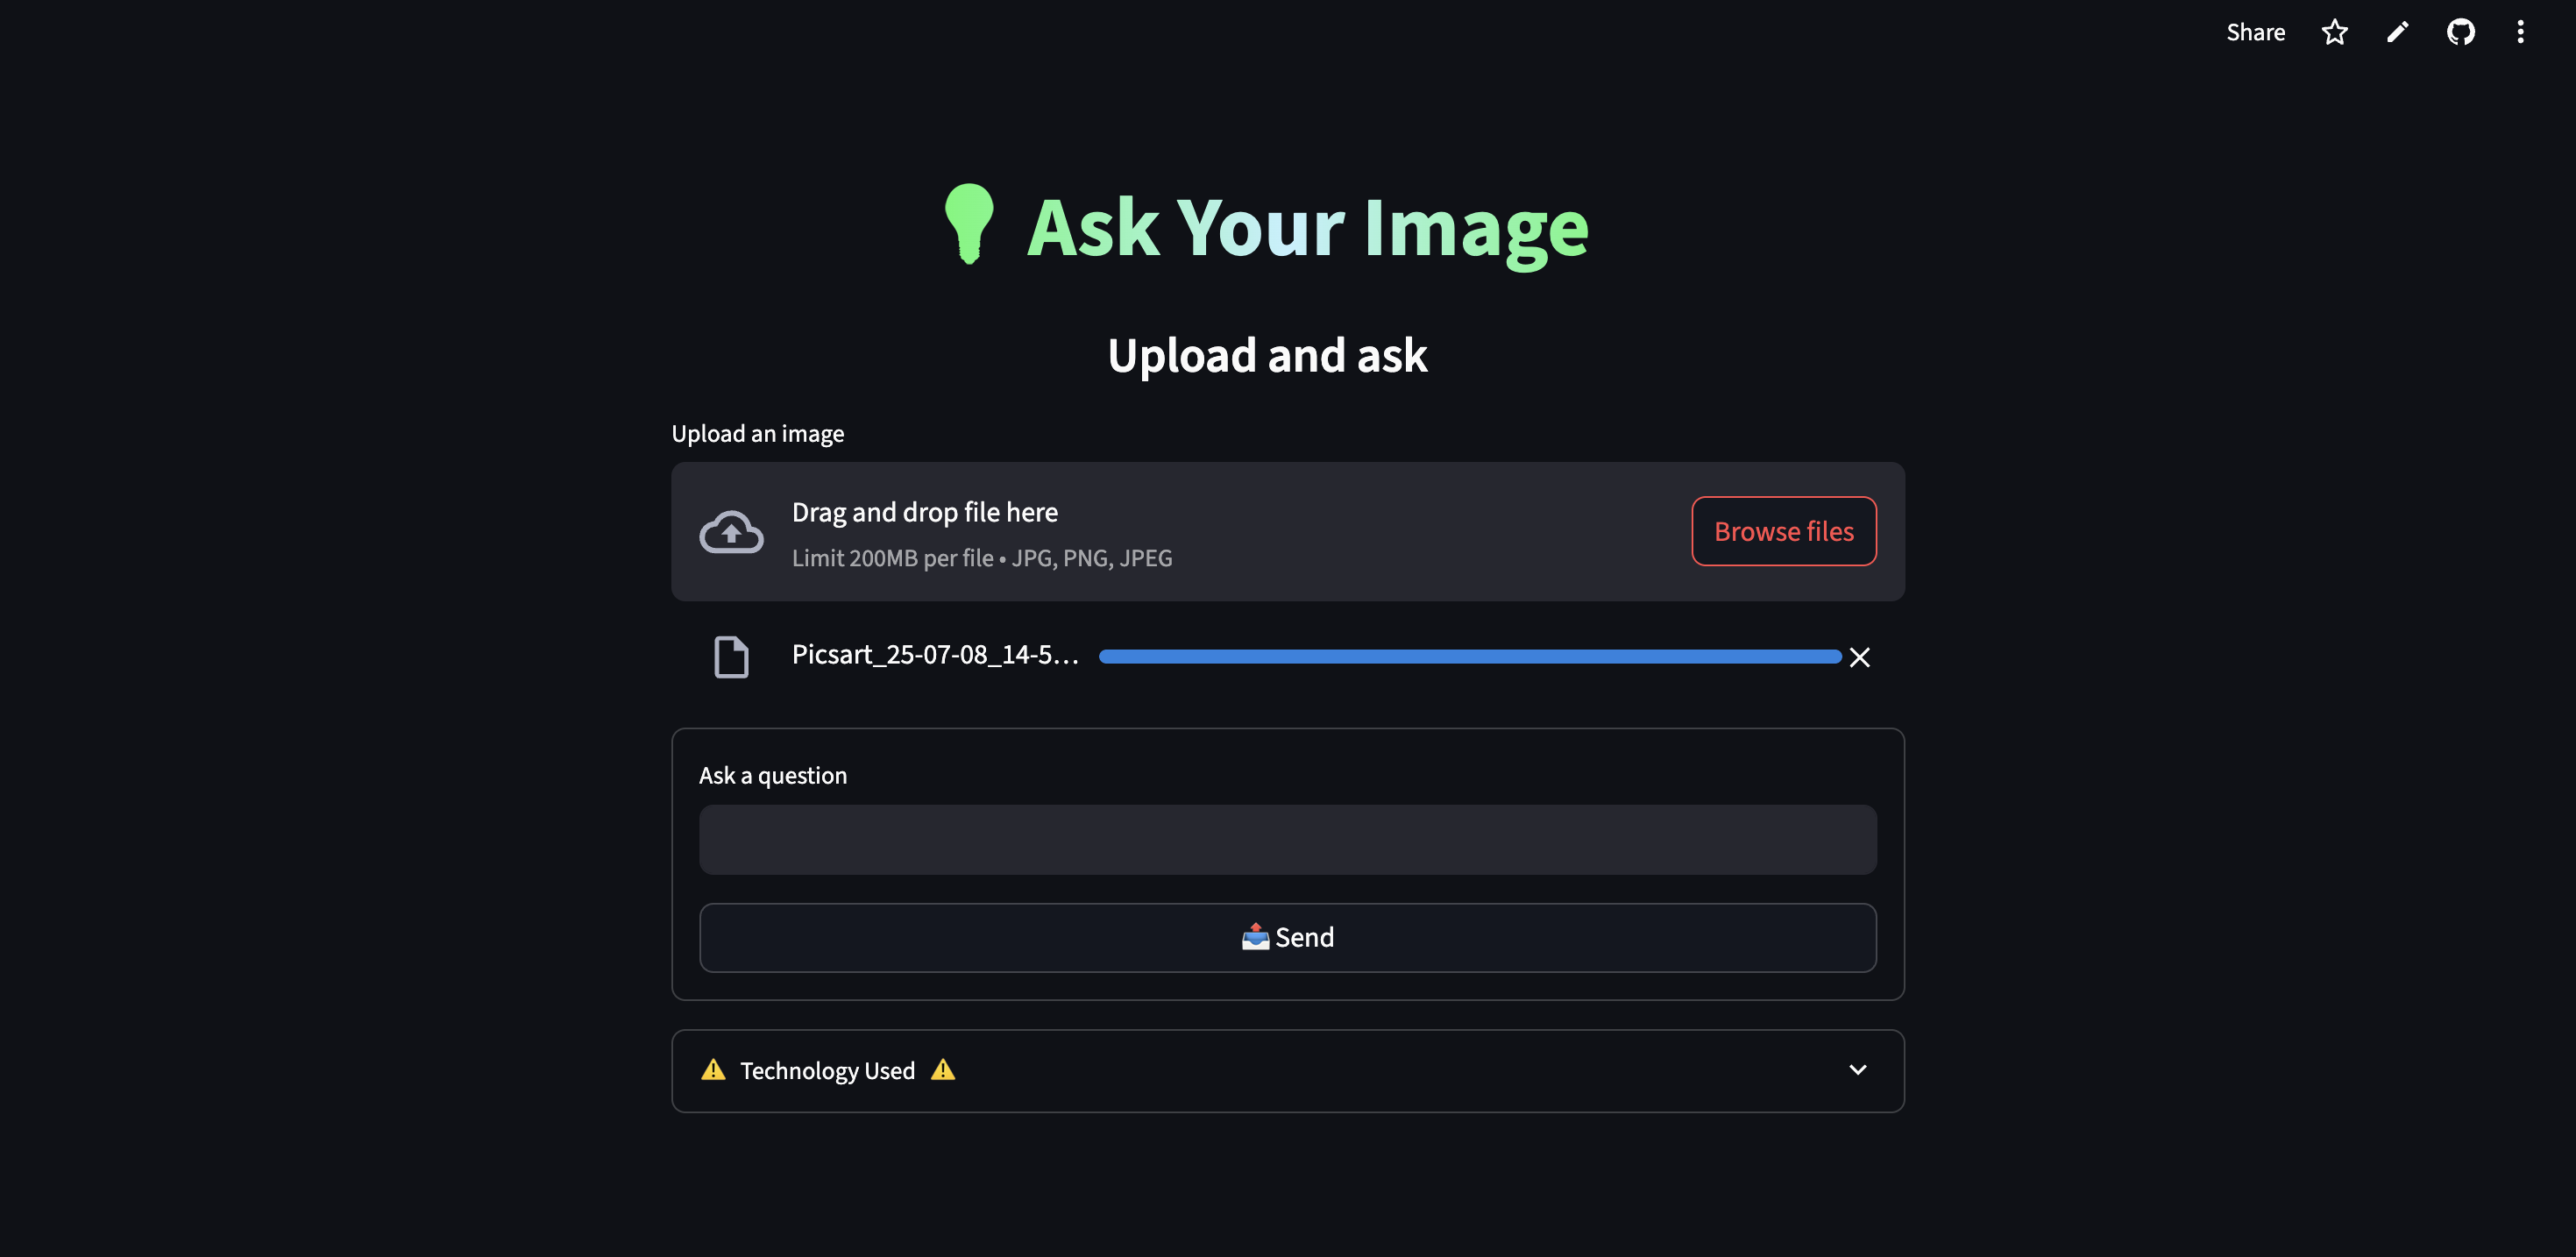 Share
💡 Ask Your Image
Upload and ask
Upload an image
Drag and drop file here
Limit 200MB per file • JPG, PNG, JPEG
Browse files
Picsart_25-07-08_14-5...
Ask a question
📤 Send
⚠️ Technology Used ⚠️